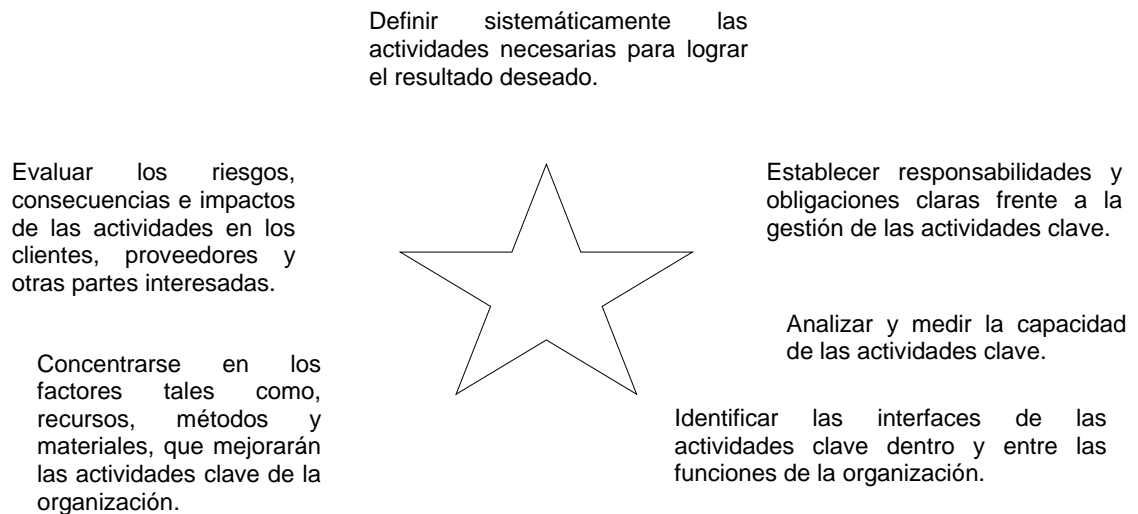 Definir sistemáticamente las
actividades necesarias para lograr
el resultado deseado.
Evaluar los riesgos,
consecuencias e impactos
de las actividades en los
clientes, proveedores y
otras partes interesadas.
Establecer responsabilidades y
obligaciones claras frente a la
gestión de las actividades clave.
Analizar y medir la capacidad
de las actividades clave.
Concentrarse en los
factores tales como,
recursos, métodos y
materiales, que mejorarán
las actividades clave de la
organización.
Identificar las interfaces de las
actividades clave dentro y entre las
funciones de la organización.